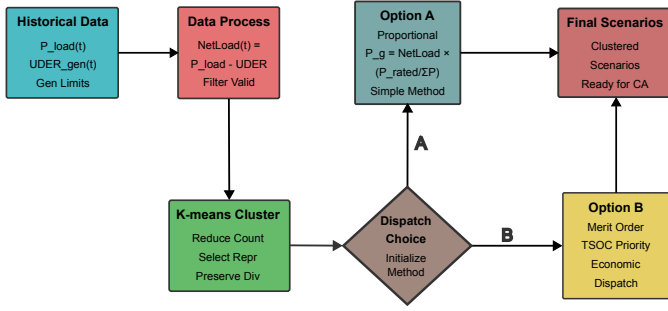 Historical Data
P_load(t)
UDER_gen(t)
Gen Limits
Data Process
NetLoad(t) =
P_load - UDER
Filter Valid
Option A
Proportional
P_g = NetLoad ×
(P_rated/ΣP)
Simple Method
Final Scenarios
Clustered
Scenarios
Ready for CA
A
K-means Cluster
Reduce Count
Select Repr
Preserve Div
Dispatch
Choice
Initialize
Method
B
Option B
Merit Order
TSOC Priority
Economic
Dispatch